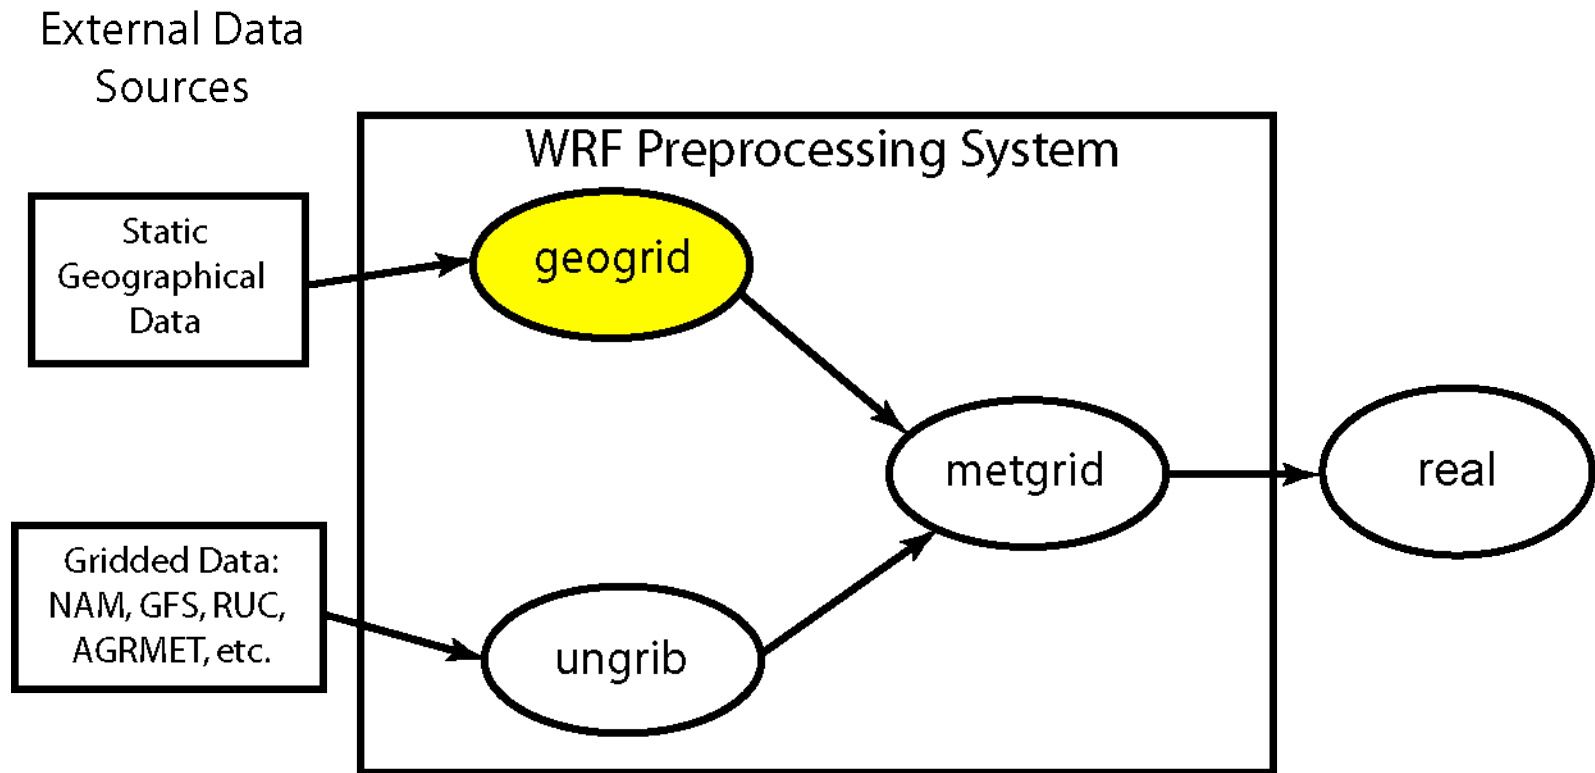 External Data
Sources
WRF Preprocessing System
Static
Geographical
Data
geogrid
metgrid
real
Gridded Data:
NAM, GFS, RUC,
AGRMET, etc.
ungrib